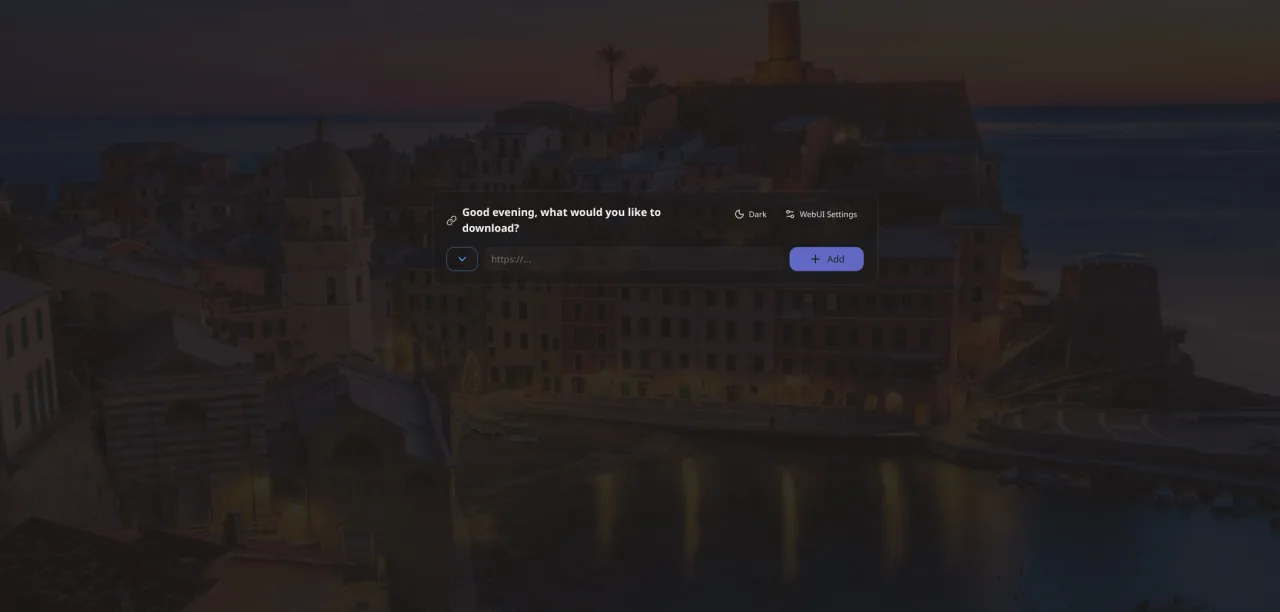 Good evening, what would you like to
download?
Dark
WebUI Settings
https://...
Add